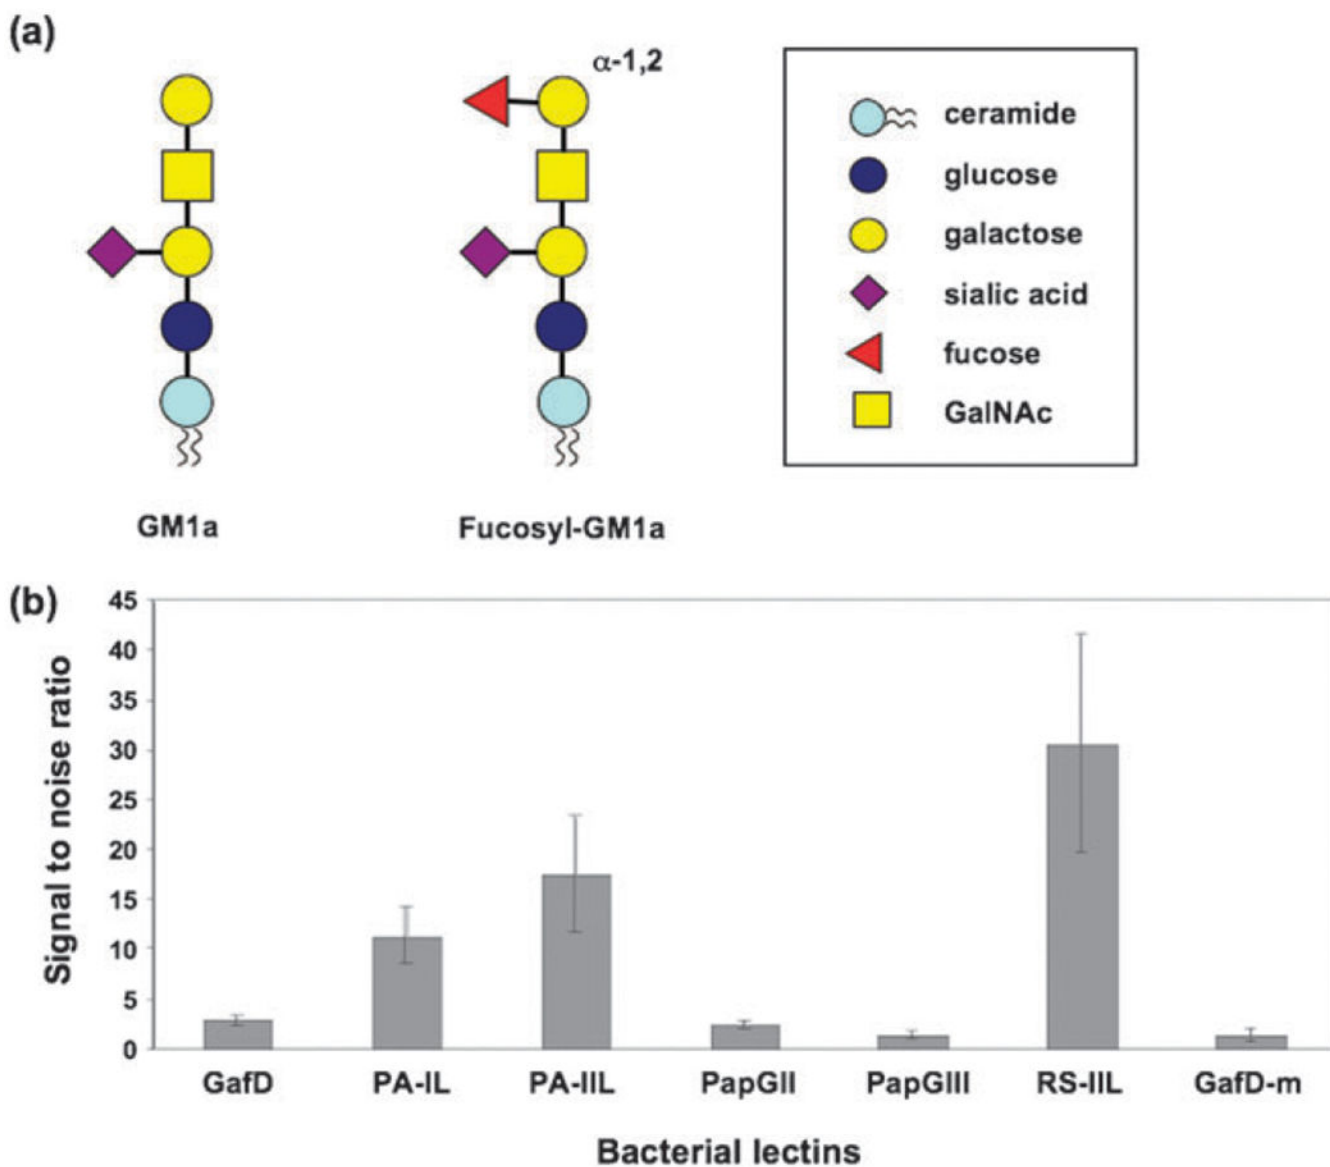 (a)
α-1,2
ceramide
glucose
galactose
sialic acid
fucose
GalNAc
GM1a
Fucosyl-GM1a
(b)
Signal to noise ratio
45
40
35
30
25
20
15
10
5
0
GafD PA-IL PA-IIL PapGII PapGIII RS-IIL GafD-m
Bacterial lectins